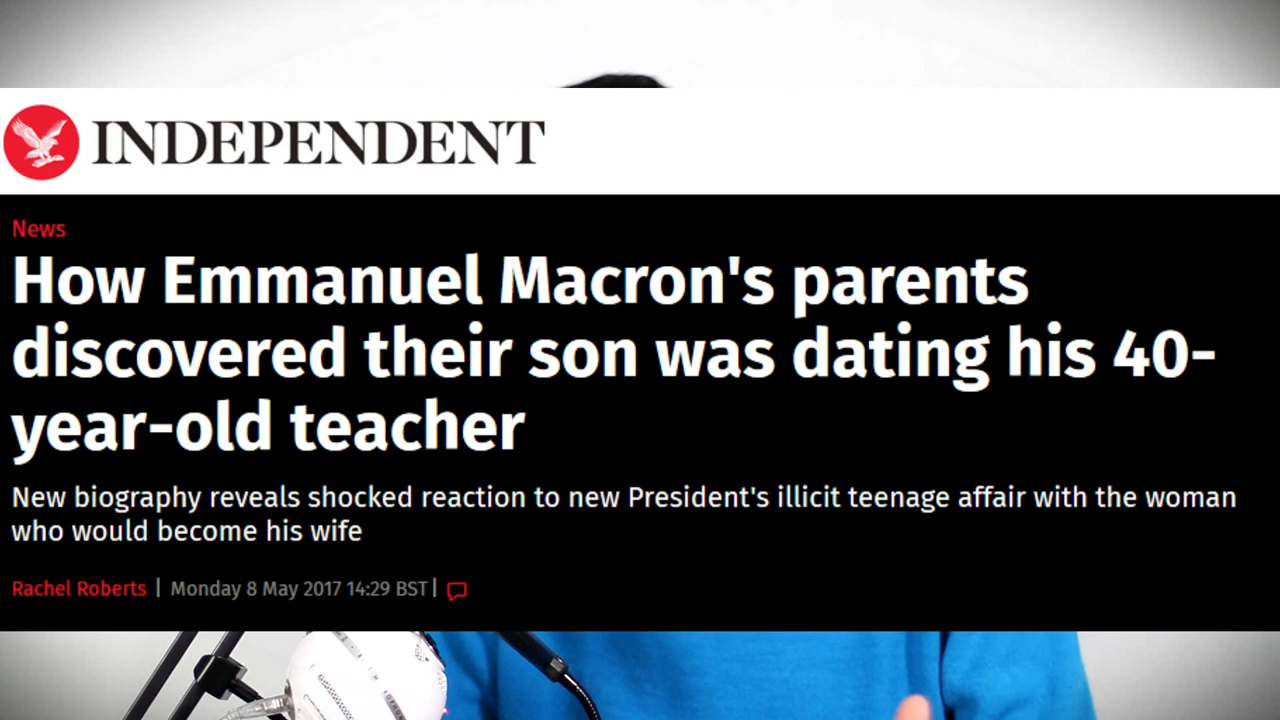 INDEPENDENT
News
How Emmanuel Macron's parents
discovered their son was dating his 40-
year-old teacher
New biography reveals shocked reaction to new President's illicit teenage affair with the woman
who would become his wife
Rachel Roberts | Monday 8 May 2017 14:29 BST |